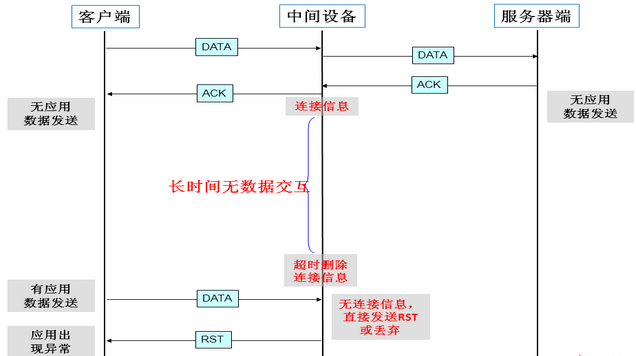 客户端
中间设备
服务器端
DATA
DATA
ACK
ACK
无应用
数据发送
连接信息
无应用
数据发送
长时间无数据交互
超时删除
连接信息
有应用
数据发送
DATA
无连接信息，
直接发送RST
或丢弃
应用出
现异常
RST